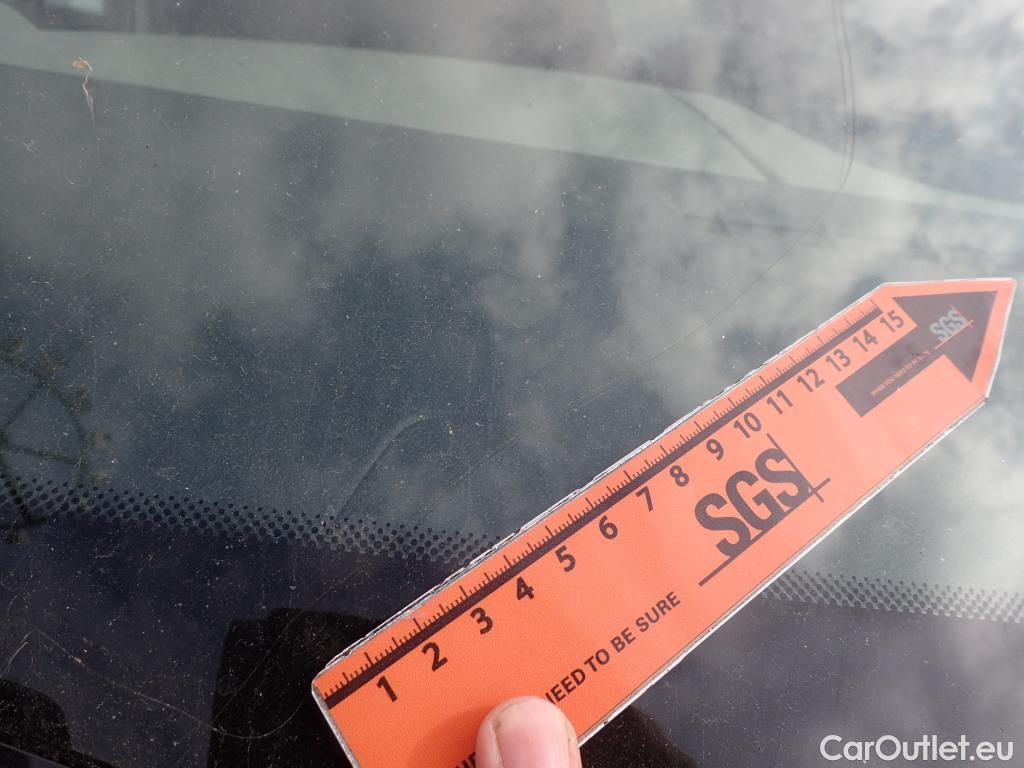 1 2 3 4 5 6 7 8 9 10 11 12 13 14 15
SGS
SGS
NEED TO BE SURE
CarOutlet.eu